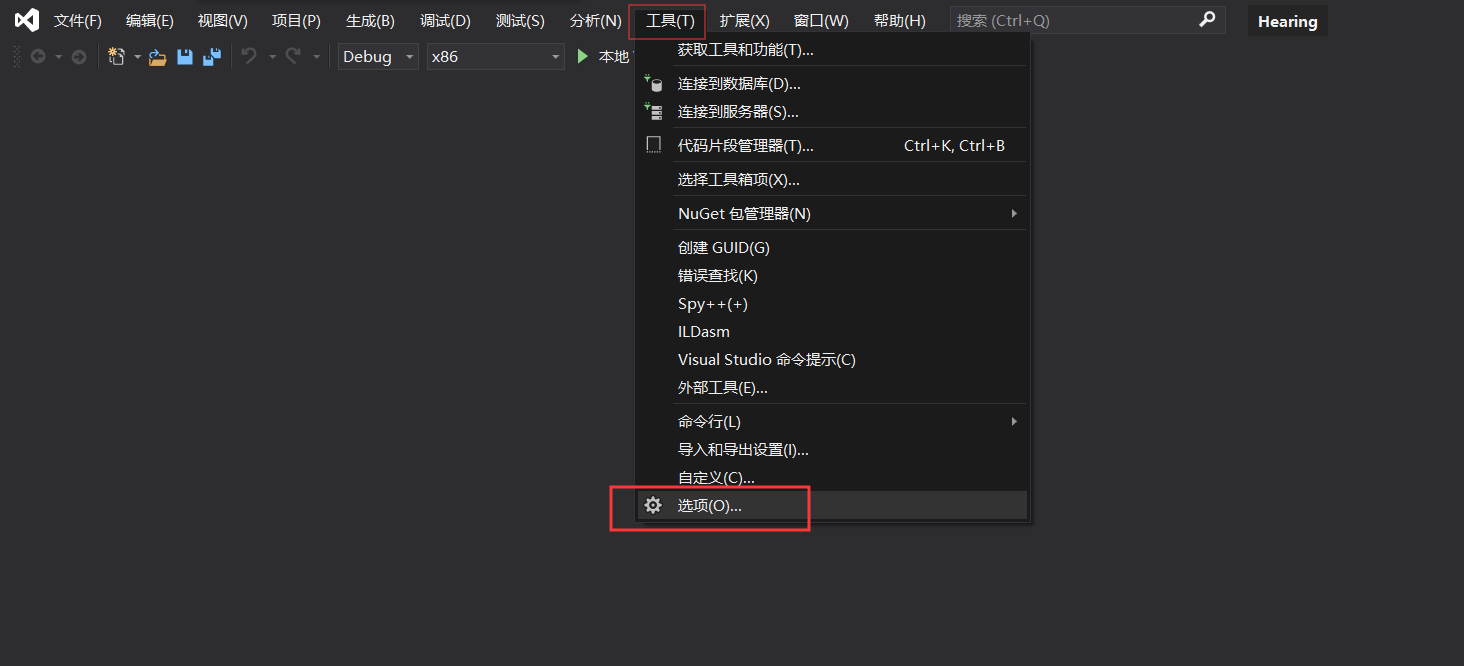 文件(F) 编辑(E) 视图(V) 项目(P) 生成(B) 调试(D) 测试(S) 分析(N) 工具(T) 扩展(X) 窗口(W) 帮助(H) 搜索 (Ctrl+Q) Hearing
Debug x86 本地
获取工具和功能(T)...
连接到数据库(D)...
连接到服务器(S)...
代码片段管理器(T)... Ctrl+K, Ctrl+B
选择工具箱项(X)...
NuGet 包管理器(N)
创建 GUID(G)
错误查找(K)
Spy++(+)
ILDasm
Visual Studio 命令提示(C)
外部工具(E)...
命令行(L)
导入和导出设置(I)...
自定义(C)...
选项(O)...